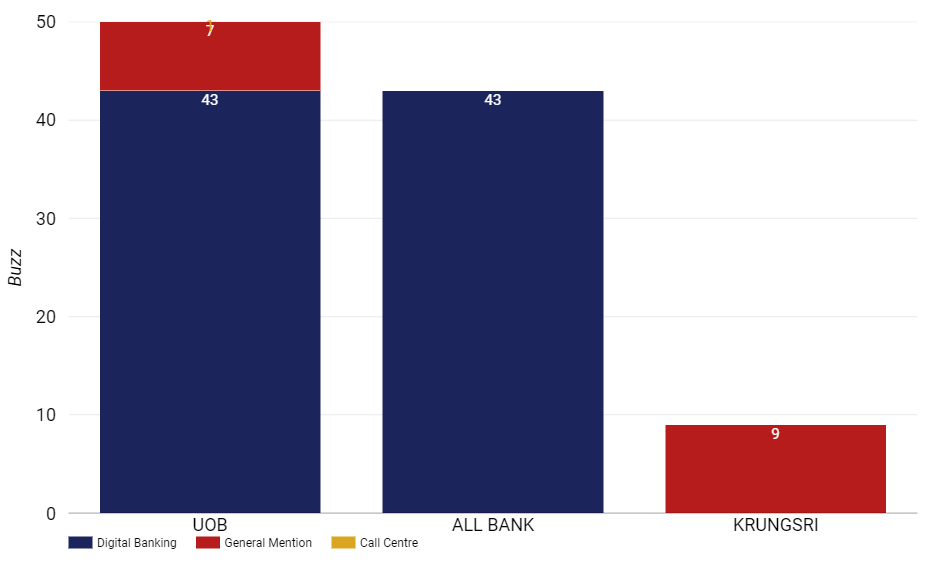 50
40
30
20
10
0
Buzz
7
43
43
9
UOB
ALL BANK
KRUNGSRI
Digital Banking
General Mention
Call Centre